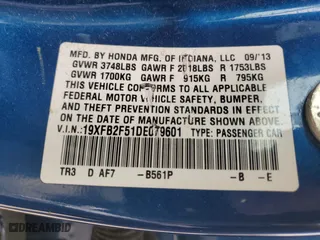 MFD. BY HONDA MFG. OF INDIANA, LLC 09/13
GVWR 3748LBS GAWR F 2018LBS R 1753LBS
GVWR 1700KG GAWR F 915KG R 795KG
THIS VEHICLE CONFORMS TO ALL APPLICABLE
FEDERAL MOTOR VEHICLE SAFETY, BUMPER,
AND THEFT PREVENTION STANDARDS IN EFFECT
ON THE DATE OF MANUFACTURE SHOWN ABOVE.
V.I.N.: 19XFB2F51DE079601 TYPE: PASSENGER CAR
TR3 D AF7 -B561P -B -E
DREAMBID